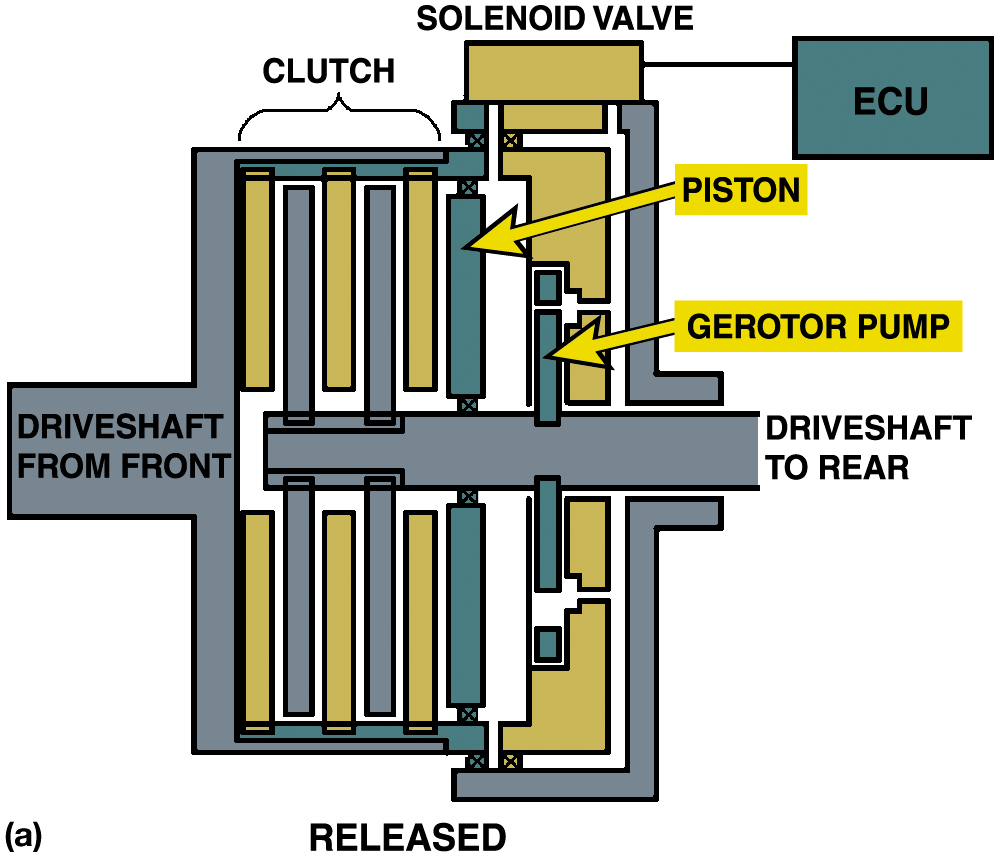 SOLENOID VALVE
CLUTCH
ECU
PISTON
GEROTOR PUMP
DRIVESHAFT
FROM FRONT
DRIVESHAFT
TO REAR
(a)
RELEASED